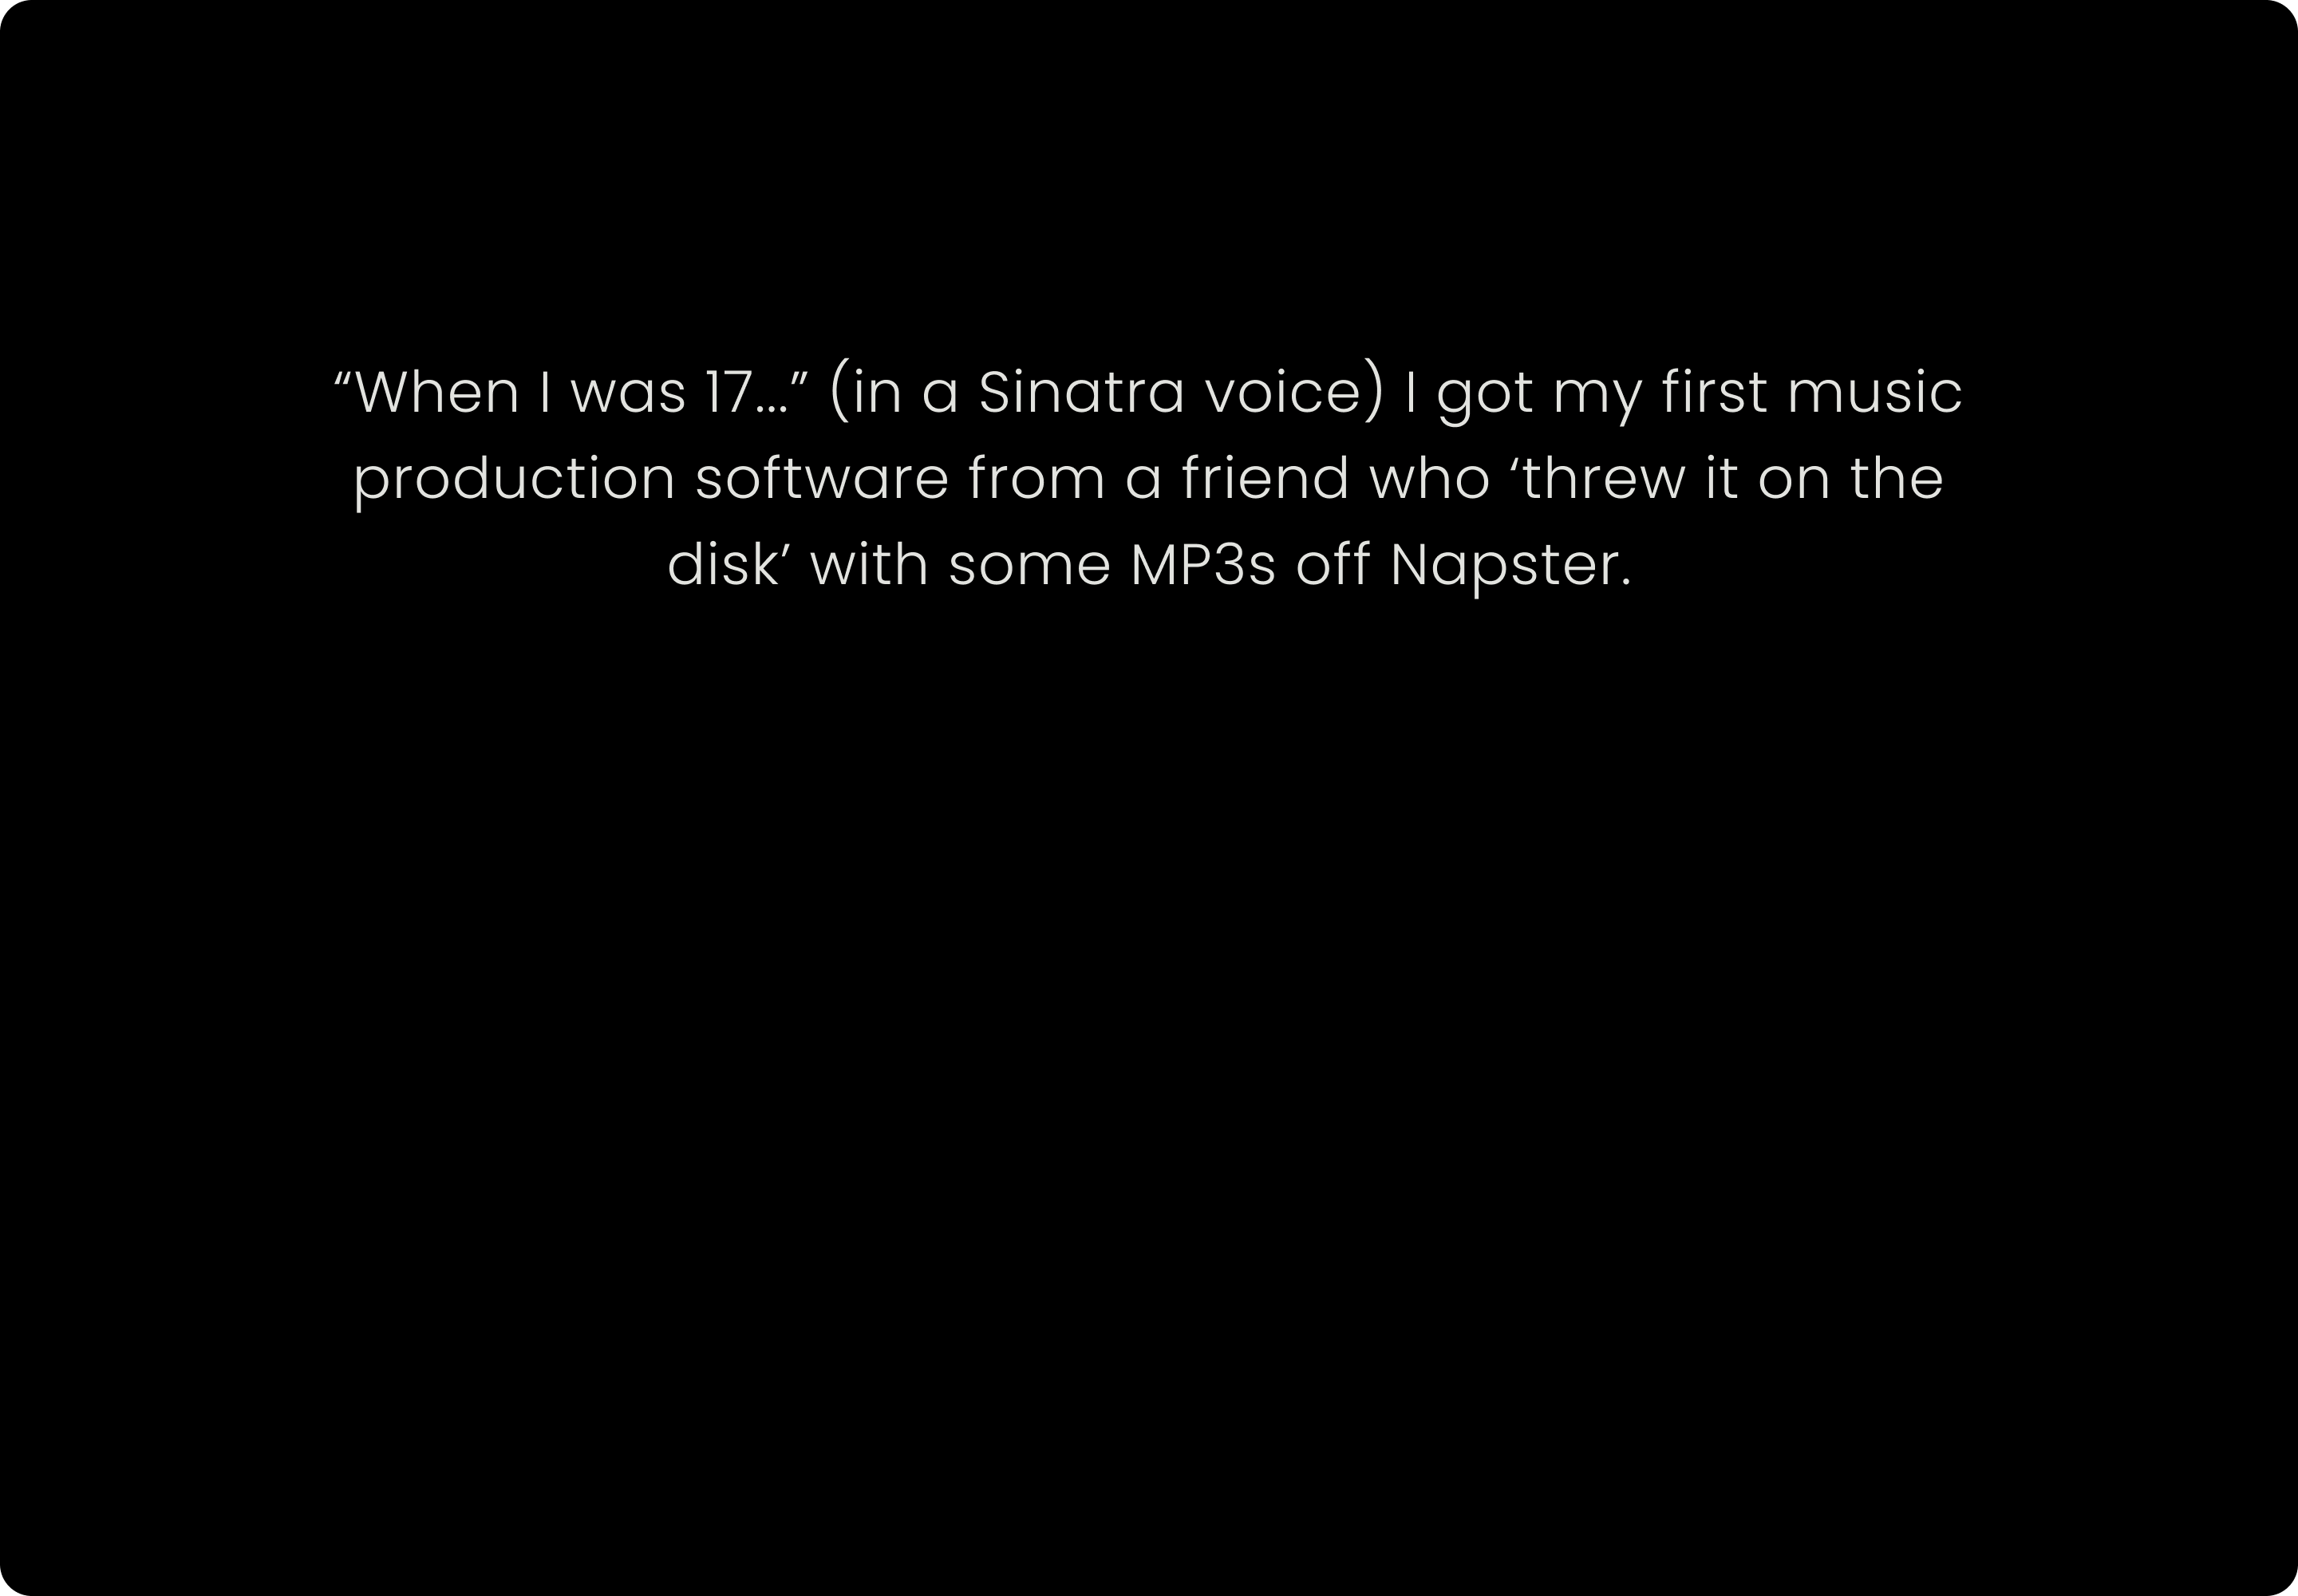 “When I was 17...” (in a Sinatra voice) I got my first music
production software from a friend who ‘threw it on the
disk’ with some MP3s off Napster.